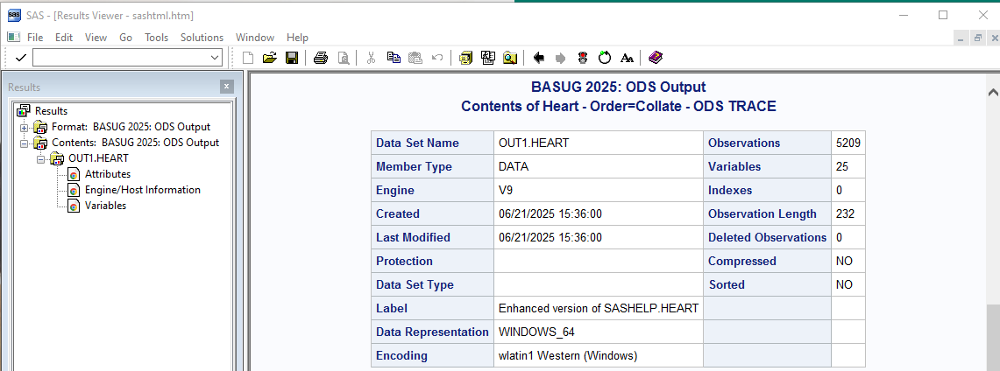 SAS - [Results Viewer - sashtml.htm]
File Edit View Go Tools Solutions Window Help
Results
Results
Format: BASUG 2025: ODS Output
Contents: BASUG 2025: ODS Output
OUT1.HEART
Attributes
Engine/Host Information
Variables
BASUG 2025: ODS Output
Contents of Heart - Order=Collate - ODS TRACE
Data Set Name OUT1.HEART Observations 5209
Member Type DATA Variables 25
Engine V9 Indexes 0
Created 06/21/2025 15:36:00 Observation Length 232
Last Modified 06/21/2025 15:36:00 Deleted Observations 0
Protection Compressed NO
Data Set Type Sorted NO
Label Enhanced version of SASHELP.HEART
Data Representation WINDOWS_64
Encoding wlatin1 Western (Windows)